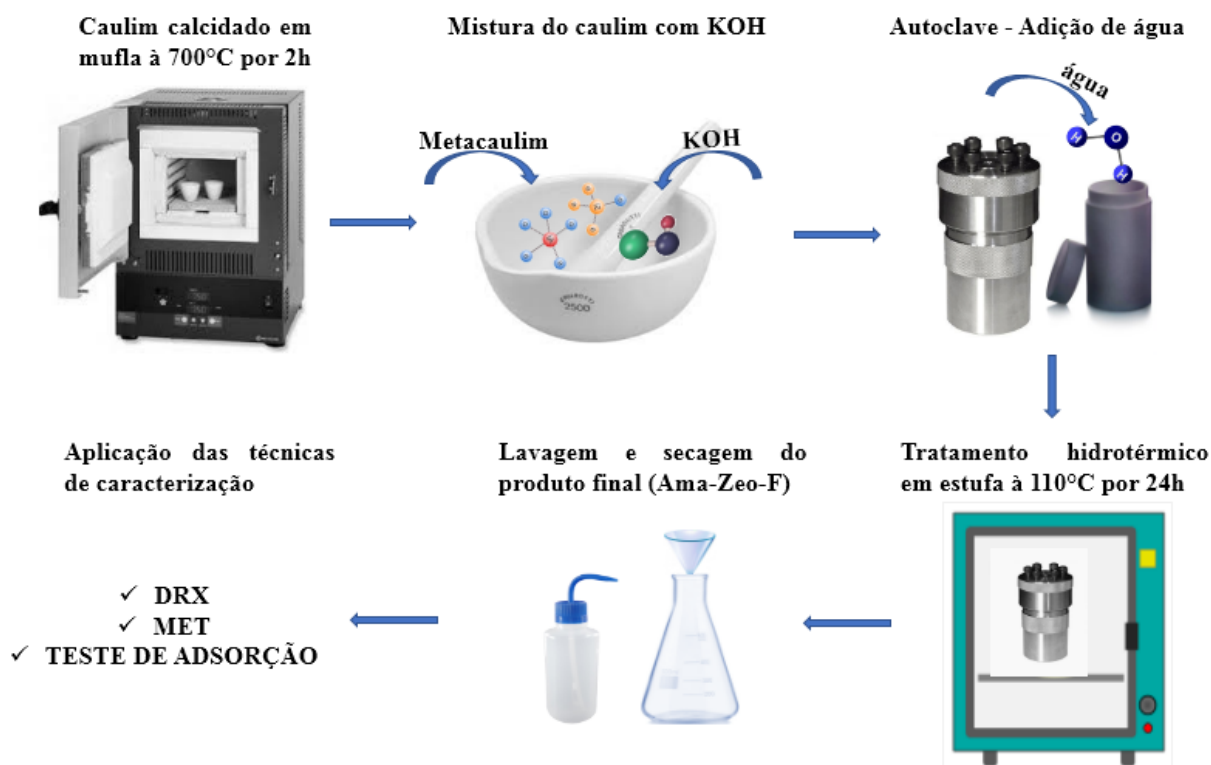 Caulim calcidado em
mufla à 700°C por 2h
Mistura do caulim com KOH
Metacaulim
KOH
2500
Autoclave - Adição de água
água
H
O
H
Tratamento hidrotérmico
em estufa à 110°C por 24h
Lavagem e secagem do
produto final (Ama-Zeo-F)
Aplicação das técnicas
de caracterização
✓ DRX
✓ MET
✓ TESTE DE ADSORÇÃO